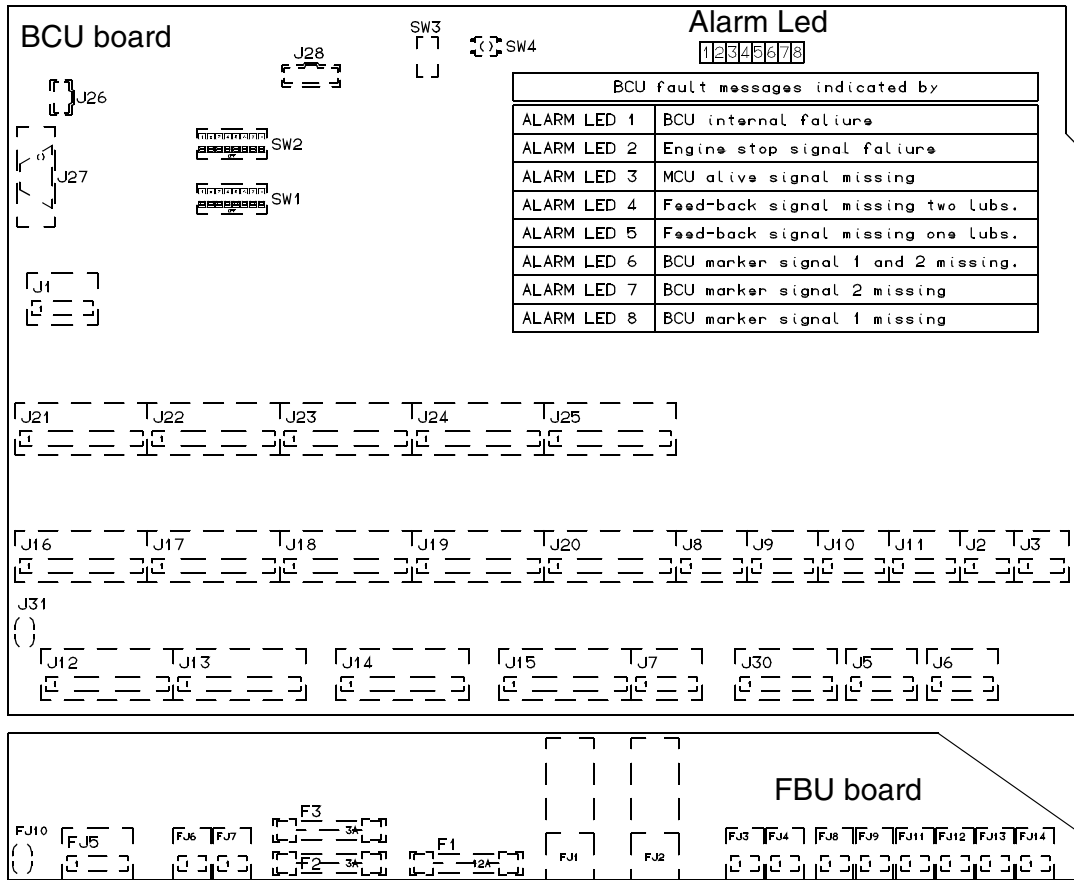 BCU board
Alarm Led
SW3
SW4
J28
12345678
BCU fault messages indicated by
J26
ALARM LED 1 BCU internal faliure
SW2
ALARM LED 2 Engine stop signal faliure
J27
ALARM LED 3 MCU alive signal missing
SW1
ALARM LED 4 Feed-back signal missing two lubs.
ALARM LED 5 Feed-back signal missing one lubs.
ALARM LED 6 BCU marker signal 1 and 2 missing.
J1
ALARM LED 7 BCU marker signal 2 missing
ALARM LED 8 BCU marker signal 1 missing
J21 J22 J23 J24 J25
J16 J17 J18 J19 J20 J8 J9 J10 J11 J2 J3
J31
J12 J13 J14 J15 J7 J30 J5 J6
FBU board
F3
3A
FJ10 FJ5 FJ6 FJ7 FJ3 FJ4 FJ8 FJ9 FJ11 FJ12 FJ13 FJ14
F1
12A
F2
3A
FJ1 FJ2